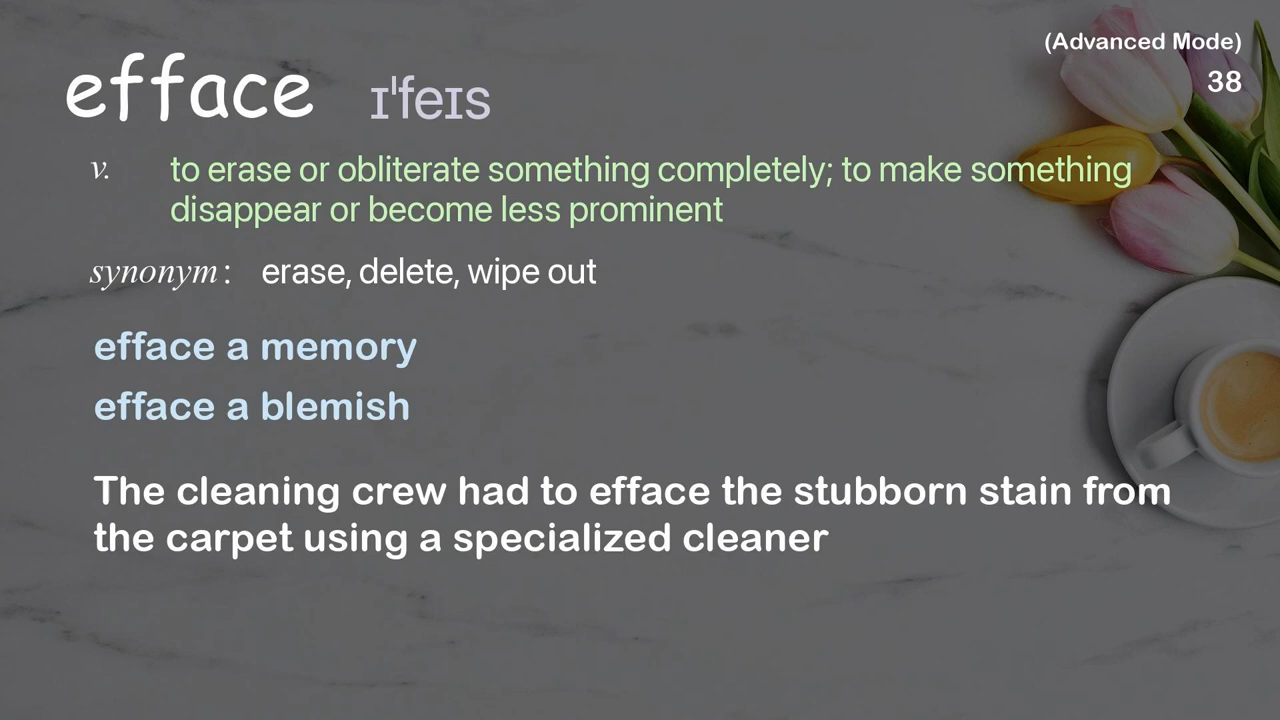 (Advanced Mode)
38
efface ɪˈfeɪs
v. to erase or obliterate something completely; to make something
disappear or become less prominent
synonym: erase, delete, wipe out
efface a memory
efface a blemish
The cleaning crew had to efface the stubborn stain from
the carpet using a specialized cleaner